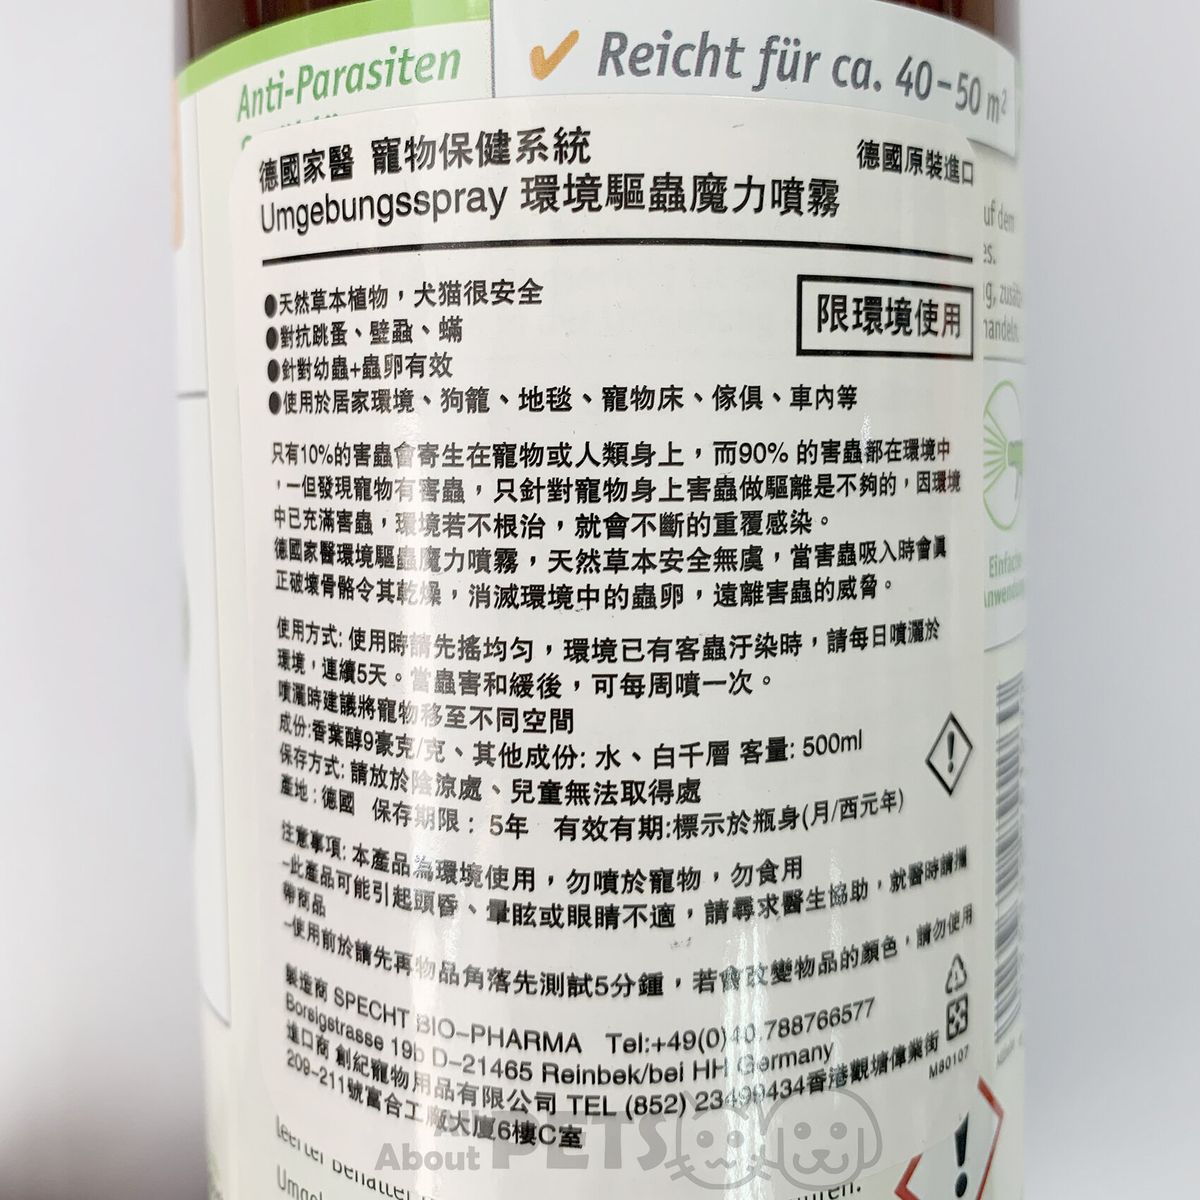 Anti-Parasiten
✔ Reicht für ca. 40-50 m²
德國家醫 寵物保健系統
德國原裝進口
Umgebungsspray 環境驅蟲魔力噴霧
●天然草本植物，犬猫很安全
●對抗跳蚤、壁蝨、蟎
●針對幼蟲+蟲卵有效
●使用於居家環境、狗籠、地毯、寵物床、傢俱、車內等
限環境使用
只有10%的害蟲會寄生在寵物或人類身上，而90% 的害蟲都在環境中
，一但發現寵物有害蟲，只針對寵物身上害蟲做驅離是不夠的，因環境
中已充滿害蟲，環境若不根治，就會不斷的重覆感染。
德國家醫環境驅蟲魔力噴霧，天然草本安全無虞，當害蟲吸入時會真
正破壞骨骼令其乾燥，消滅環境中的蟲卵，遠離害蟲的威脅。
使用方式: 使用時請先搖均匀，環境已有客蟲汙染時，請每日噴灑於
環境，連續5天。當蟲害和緩後，可每周噴一次。
噴灑時建議將寵物移至不同空間
成份:香葉醇9豪克/克、其他成份: 水、白千層 客量: 500ml
保存方式: 請放於陰涼處、兒童無法取得處
產地:德國 保存期限: 5年 有效有期:標示於瓶身(月/西元年)
注意事項: 本產品為環境使用，勿噴於寵物，勿食用
-此產品可能引起頭昏、暈眩或眼睛不適，請尋求醫生協助，就醫時請攜
帶商品
-使用前於請先再物品角落先測試5分鐘，若會改變物品的顏色，請勿使用
製造商 SPECHT BIO-PHARMA Tel:+49(0)40.788766577
Borsigstrasse 19b D-21465 Reinbek/bei HH Germany
進口商 創紀寵物用品有限公司 TEL (852) 23499434香港觀塘偉業街
209-211號富合工廠大厦6樓C室
M80107
uf dem
es.
Einfache
Anwendung
About PETS